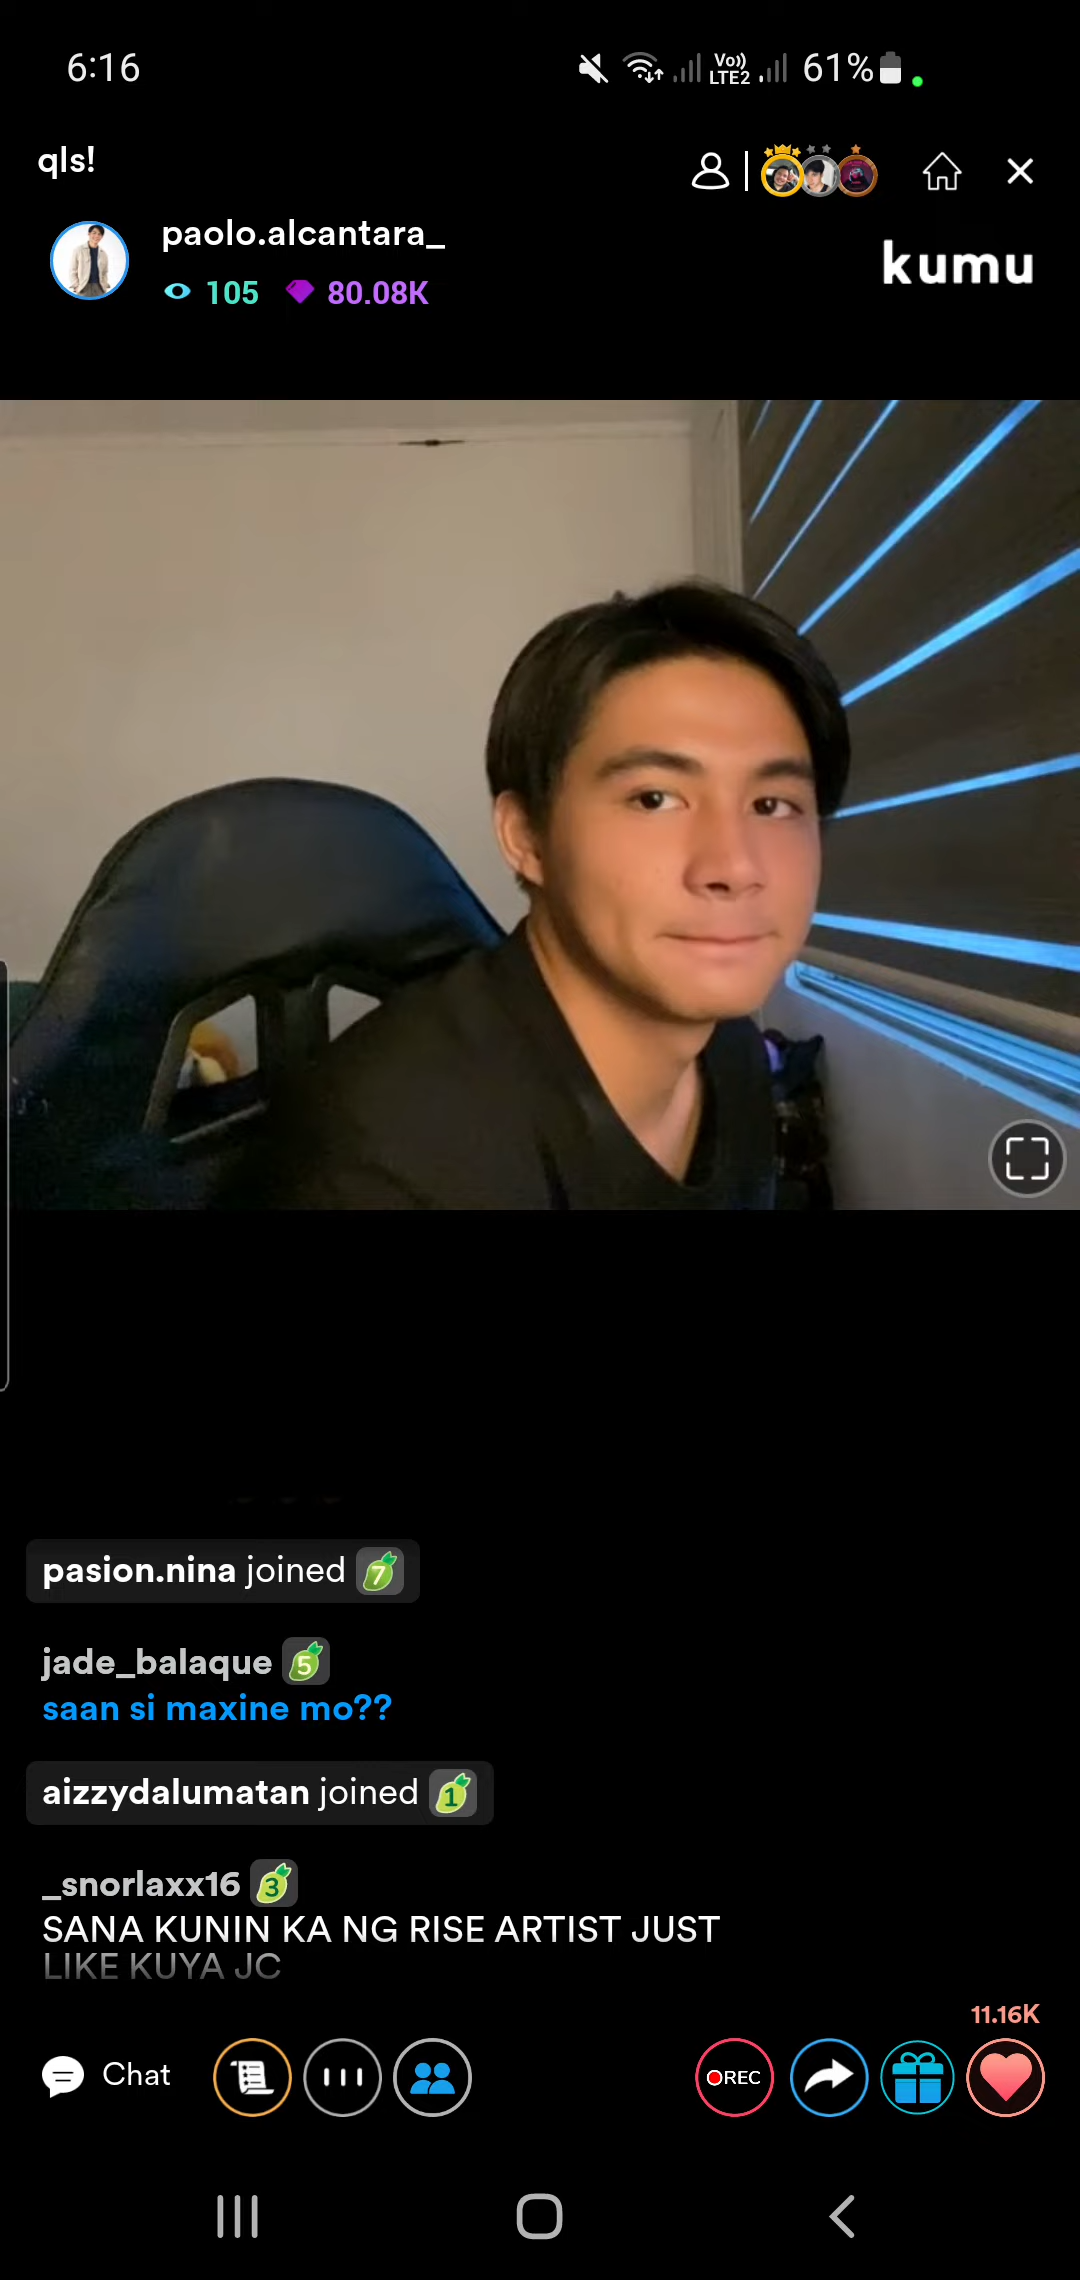 6:16
Vo))
LTE2
61%
qls!
paolo.alcantara_
105
80.08K
kumu
pasion.nina joined 7
jade_balaque 5
saan si maxine mo??
aizzydalumatan joined 1
_snorlaxx16 3
SANA KUNIN KA NG RISE ARTIST JUST
LIKE KUYA JC
11.16K
Chat
REC